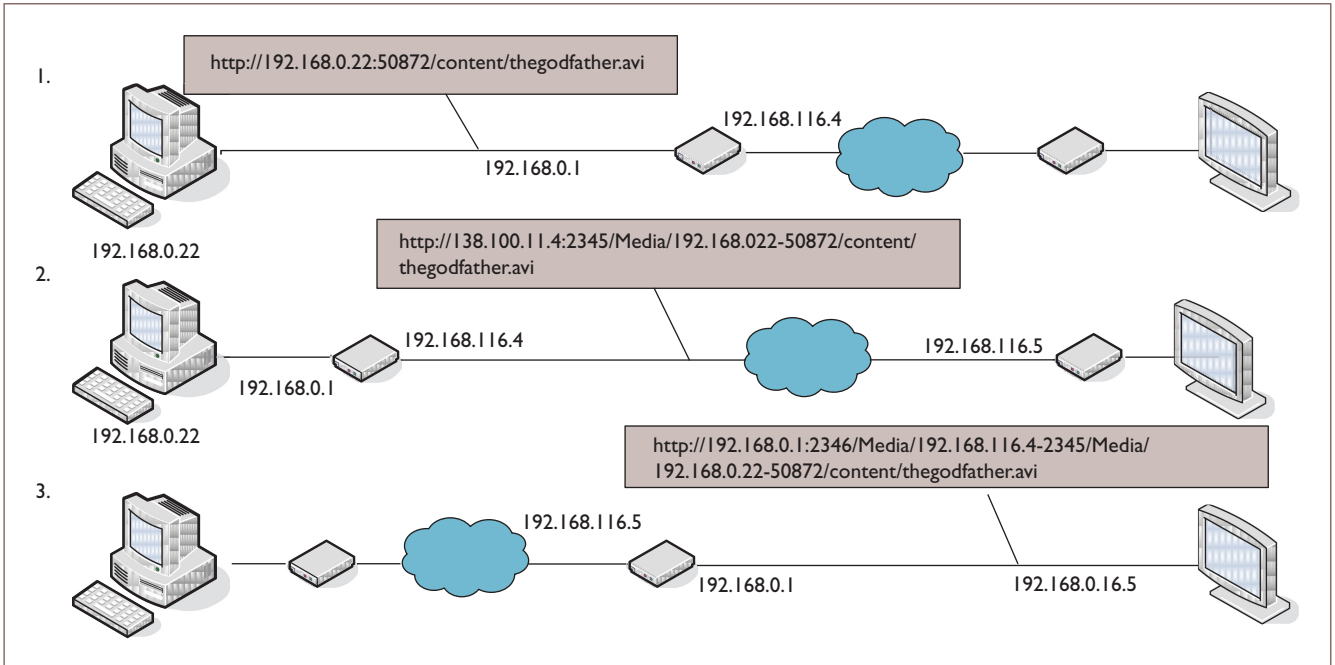 1.
http://192.168.0.22:50872/content/thegodfather.avi
192.168.116.4
192.168.0.1
192.168.0.22
2.
http://138.100.11.4:2345/Media/192.168.022-50872/content/
thegodfather.avi
192.168.116.4
192.168.116.5
192.168.0.1
192.168.0.22
3.
http://192.168.0.1:2346/Media/192.168.116.4-2345/Media/
192.168.0.22-50872/content/thegodfather.avi
192.168.116.5
192.168.0.1
192.168.0.16.5